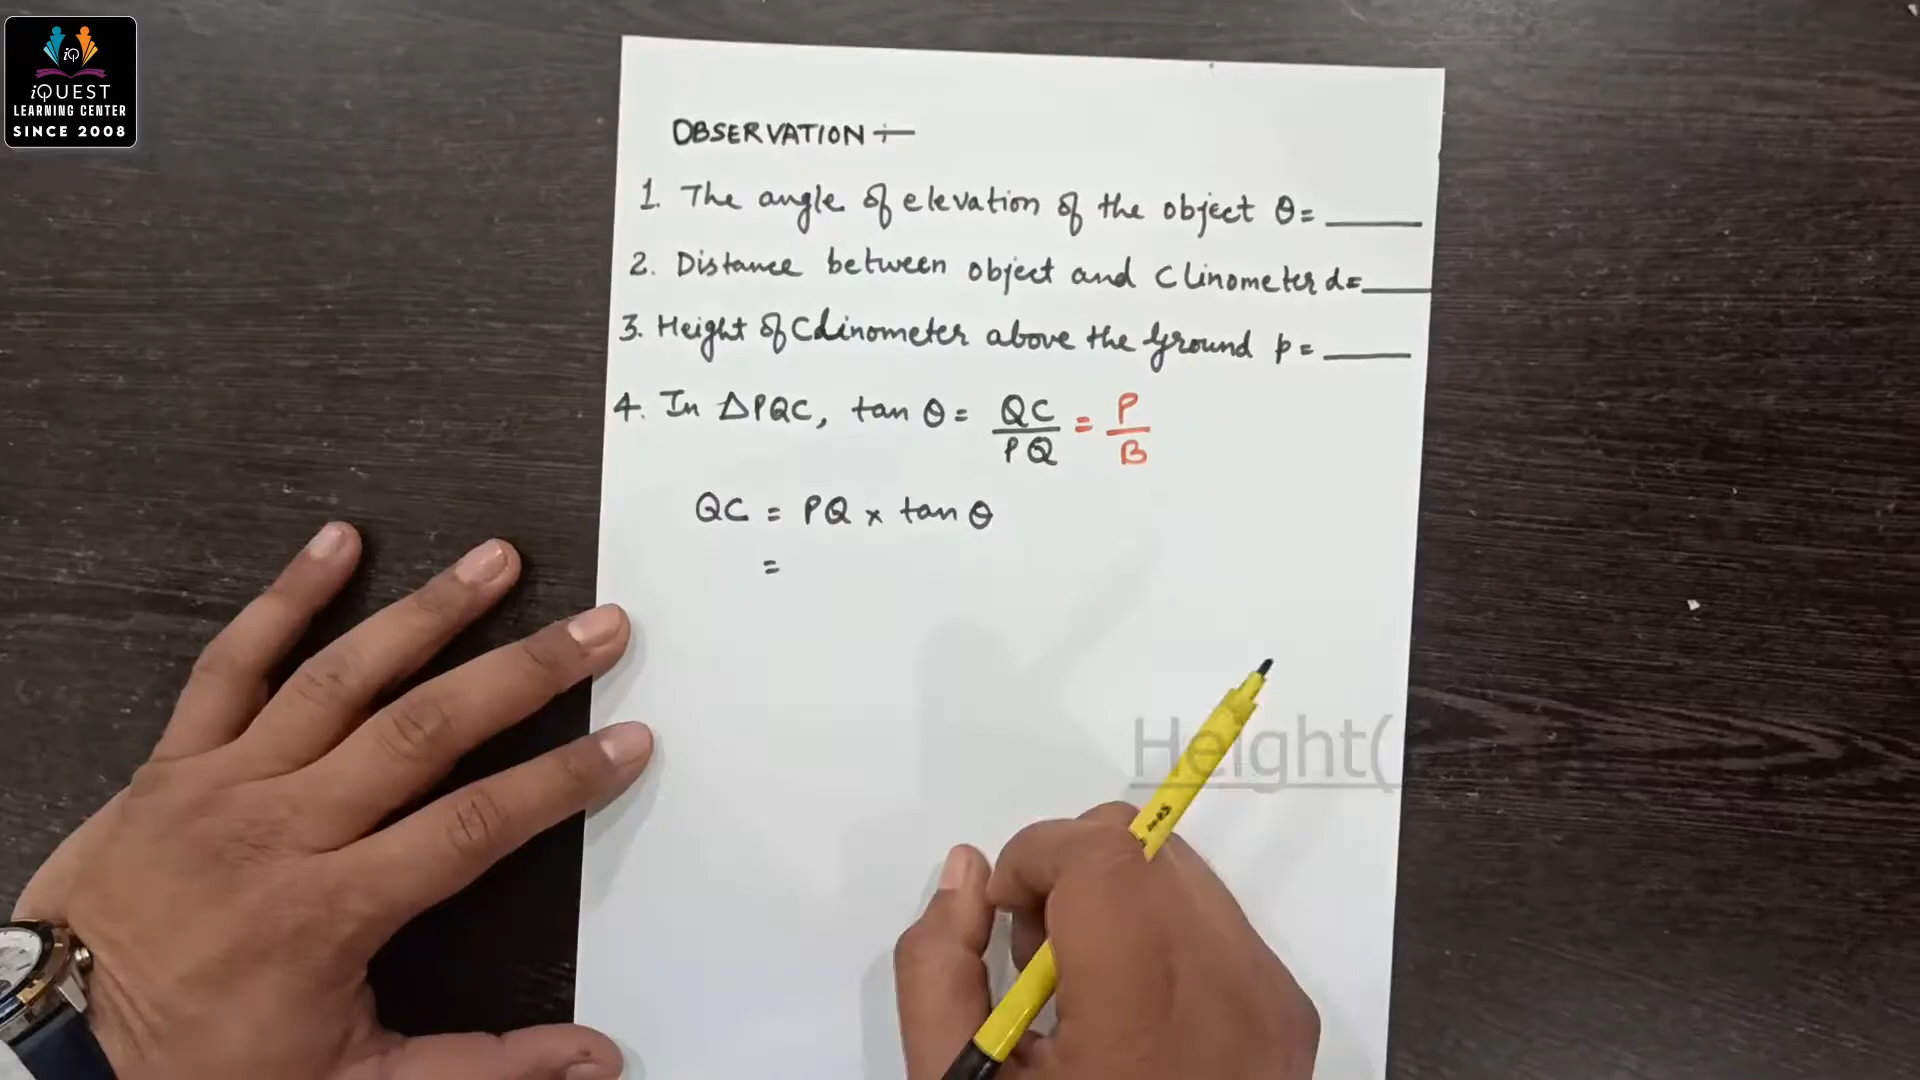 iQ
iQUEST
LEARNING CENTER
SINCE 2008
OBSERVATION :-
1. The angle of elevation of the object θ = ____
2. Distance between object and Clinometer d = ____
3. Height of Clinometer above the Ground p = ____
4. In ΔPQC, tan θ = QC/PQ = P/B
QC = PQ × tan θ
=
Height(